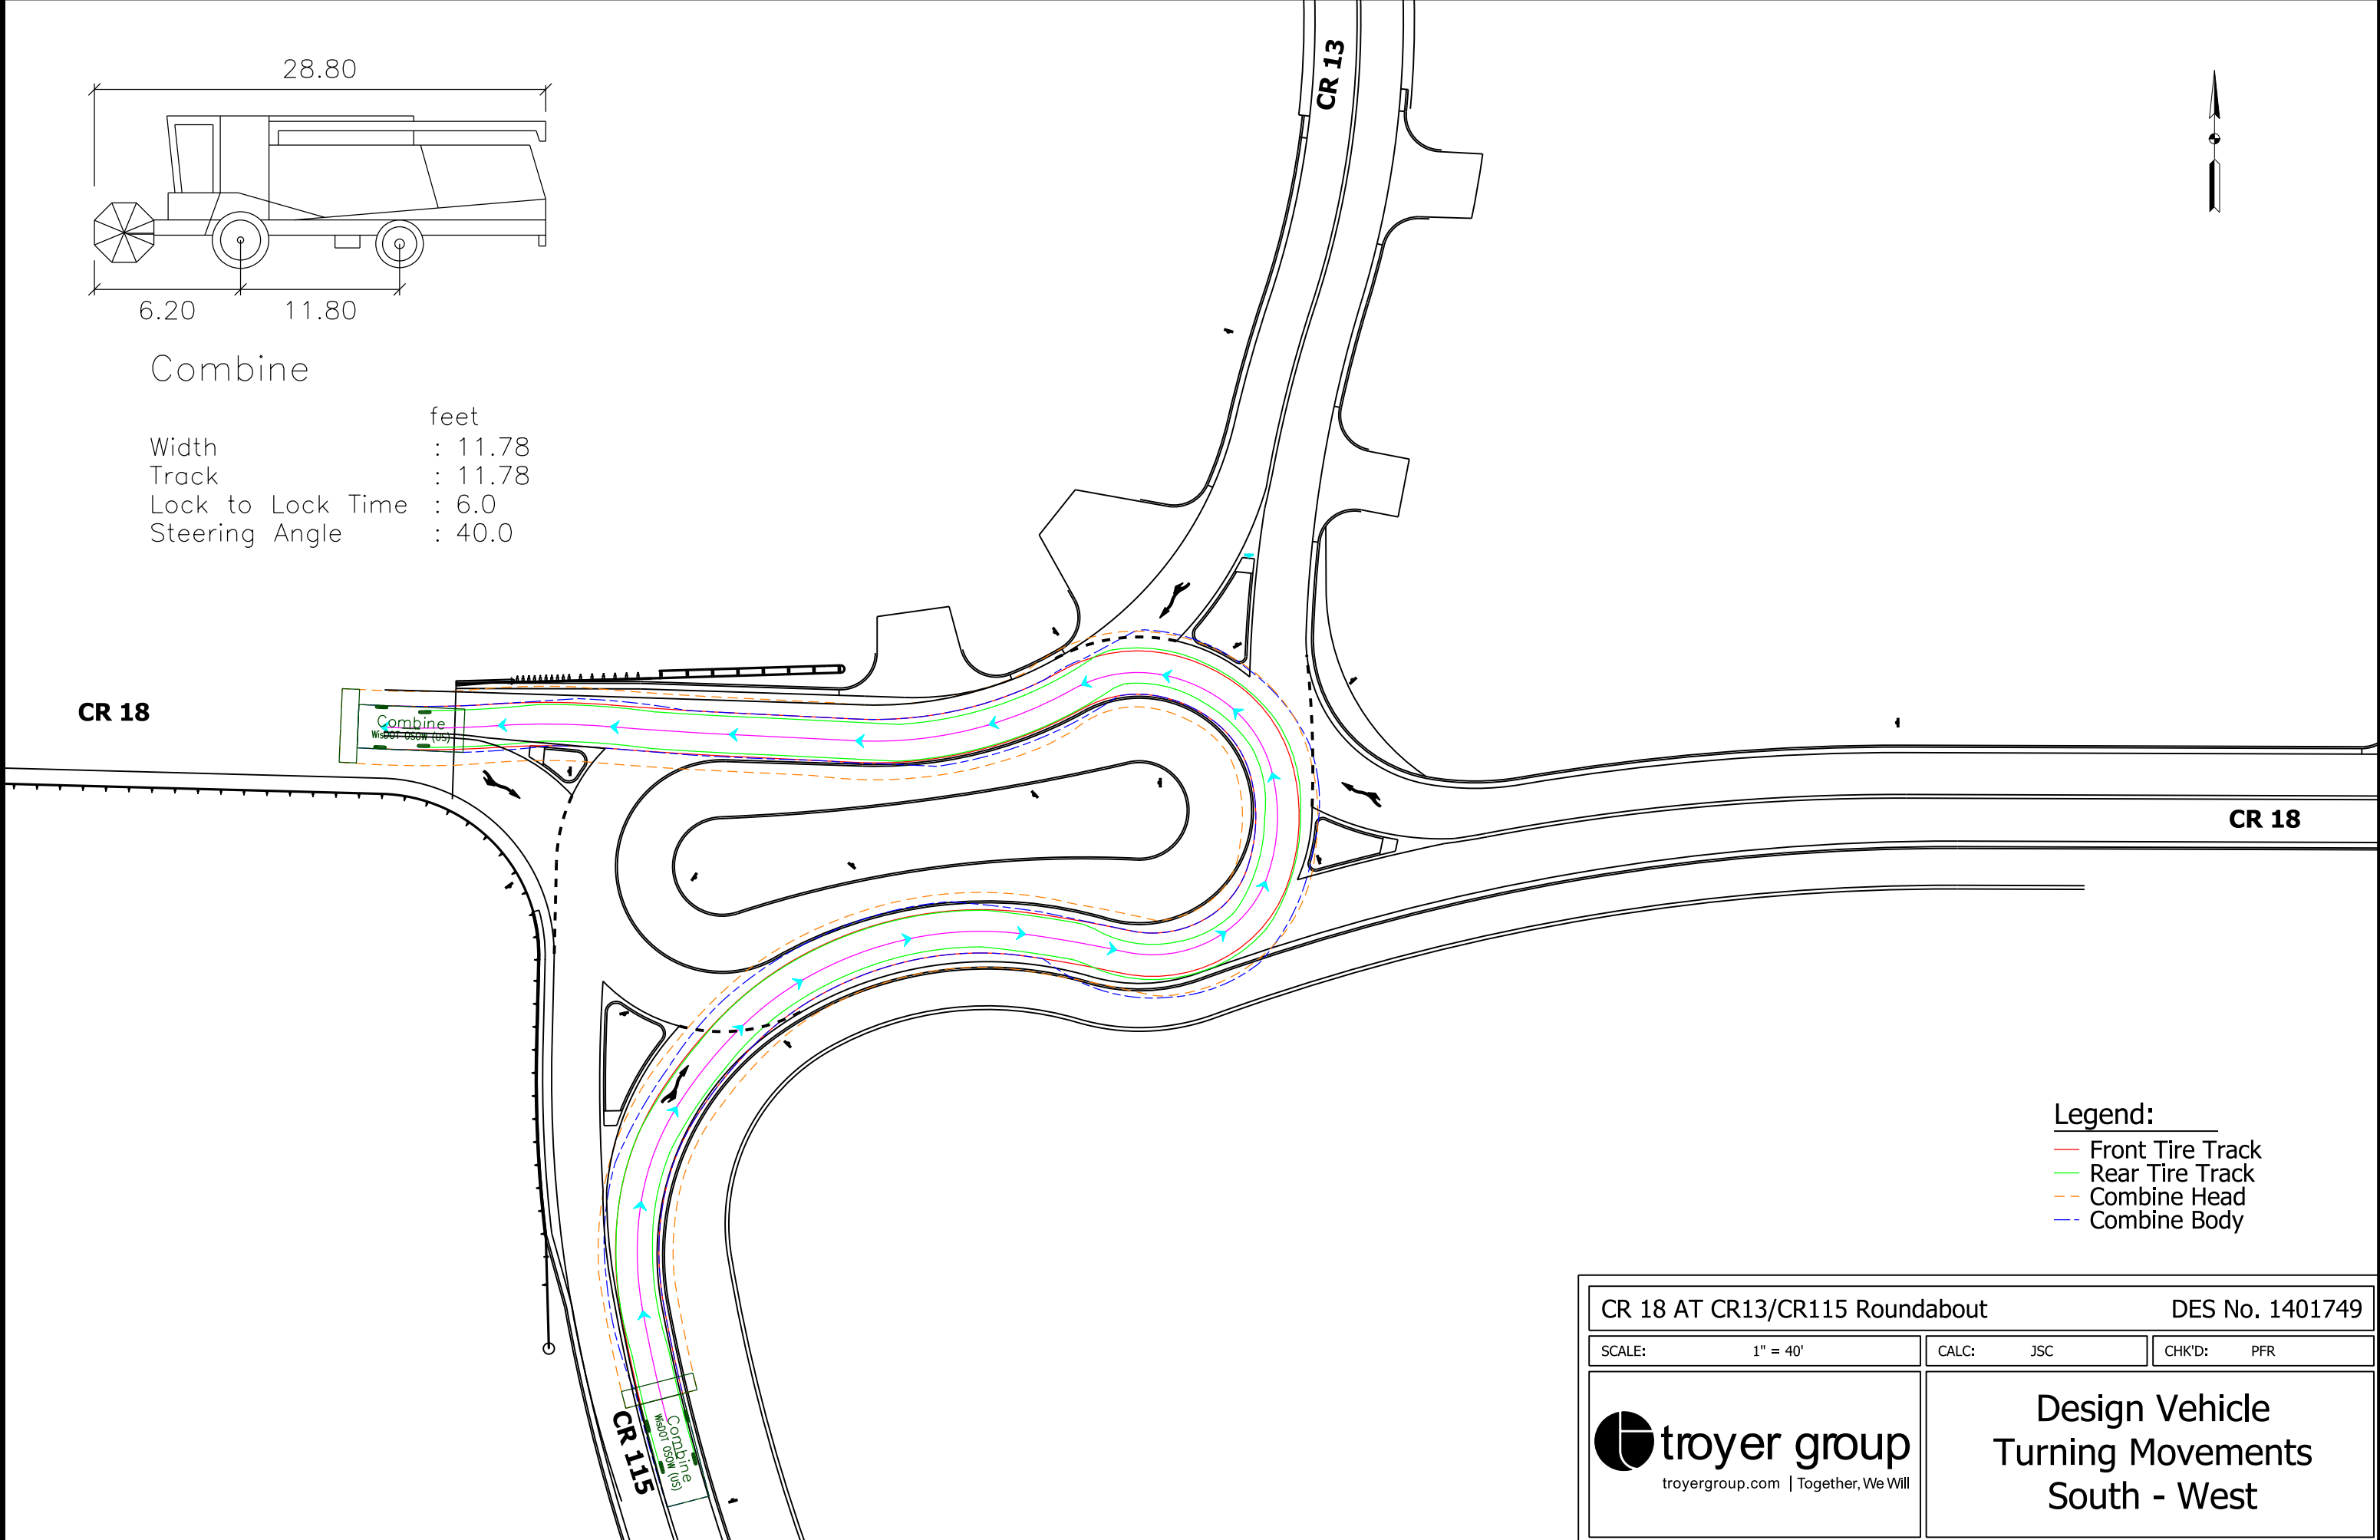 28.80
6.20
11.80
Combine
feet
Width : 11.78
Track : 11.78
Lock to Lock Time : 6.0
Steering Angle : 40.0
CR 13
CR 18
Combine
WisDOT OSOW (US)
CR 18
Combine
WisDOT OSOW (US)
CR 115
Legend:
Front Tire Track
Rear Tire Track
Combine Head
Combine Body
CR 18 AT CR13/CR115 Roundabout DES No. 1401749
SCALE: 1" = 40' CALC: JSC CHK'D: PFR
troyer group
troyergroup.com | Together, We Will
Design Vehicle
Turning Movements
South - West